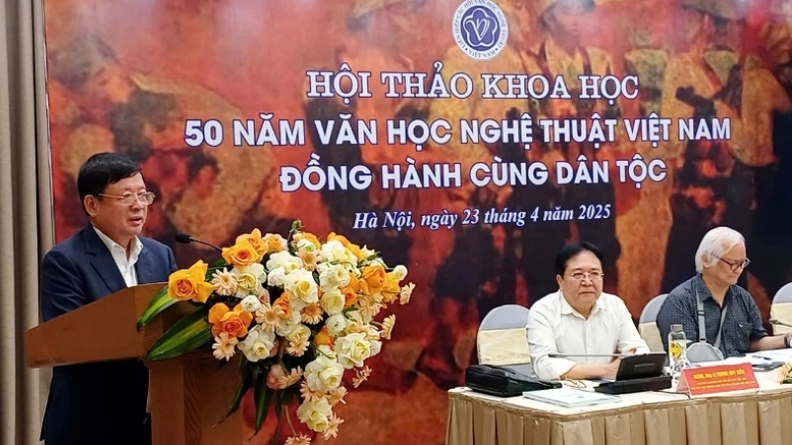 HỘI THẢO KHOA HỌC
50 NĂM VĂN HỌC NGHỆ THUẬT VIỆT NAM
ĐỒNG HÀNH CÙNG DÂN TỘC
Hà Nội, ngày 23 tháng 4 năm 2025